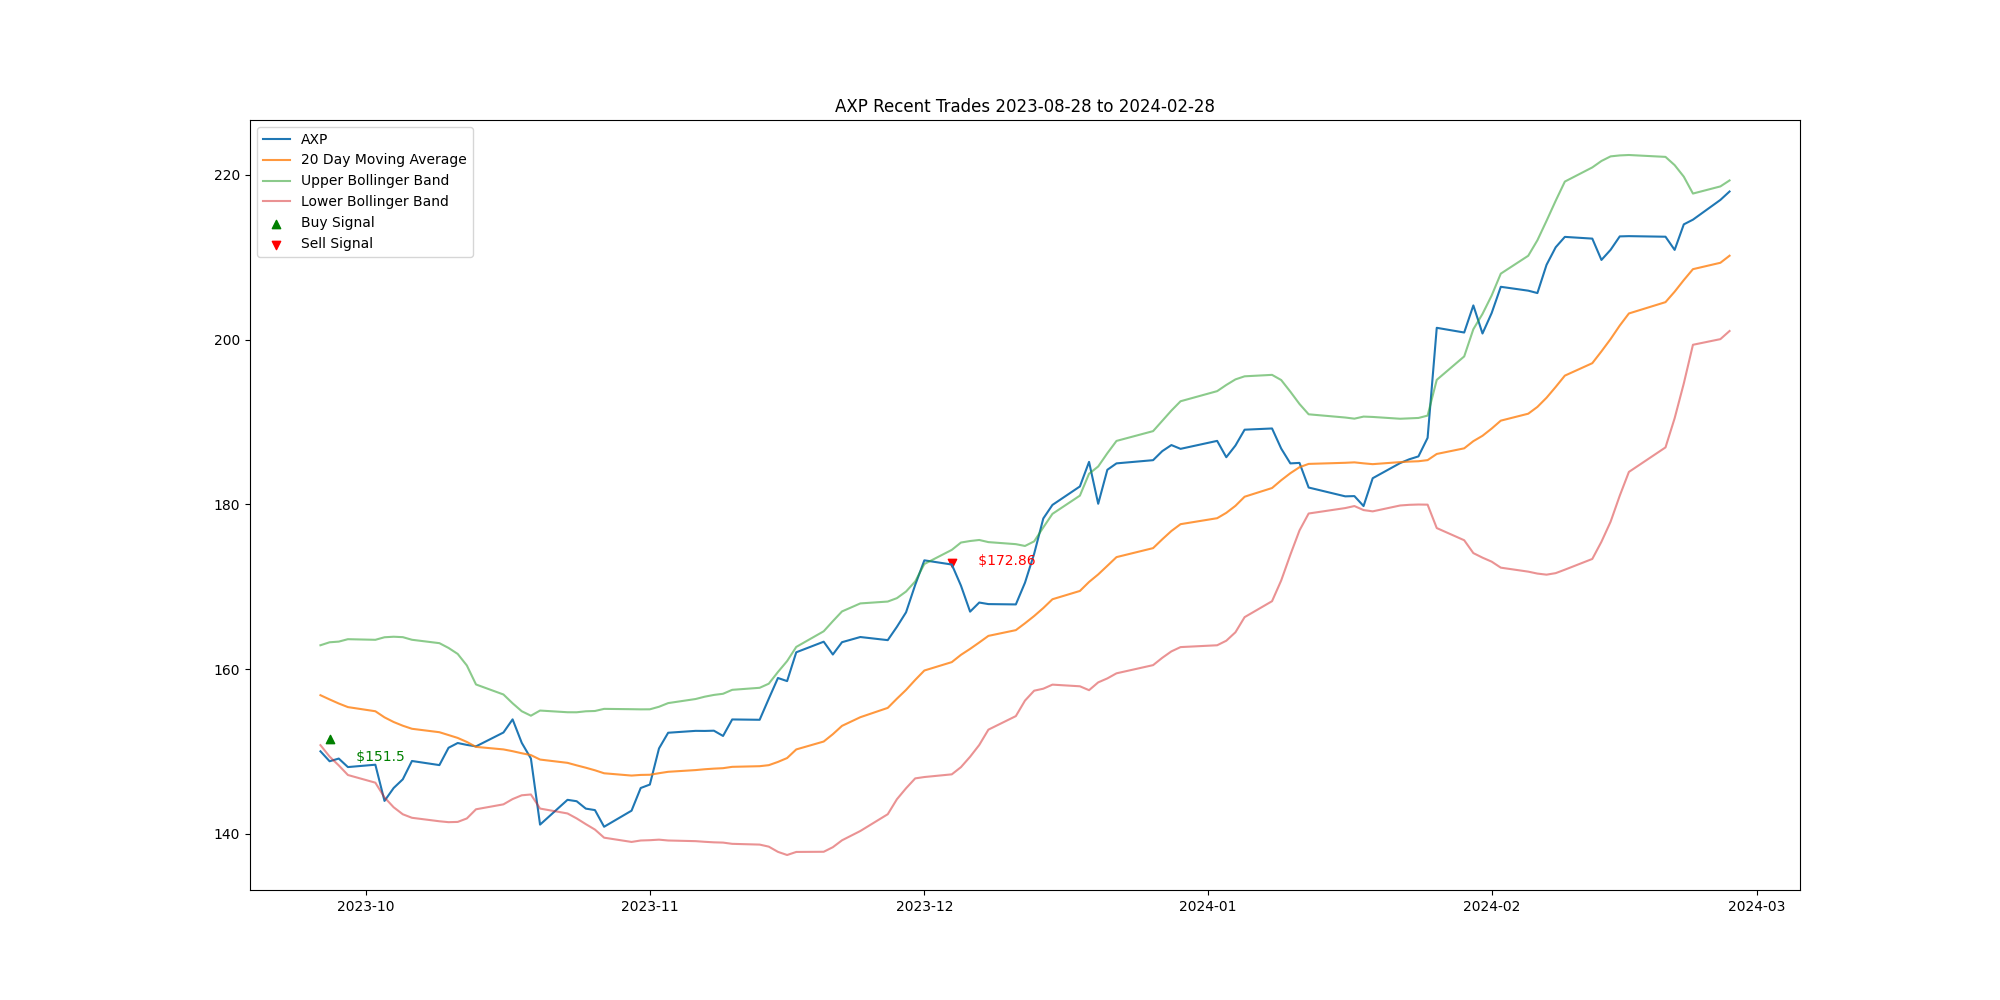 AXP Recent Trades 2023-08-28 to 2024-02-28
AXP
20 Day Moving Average
Upper Bollinger Band
Lower Bollinger Band
Buy Signal
Sell Signal
220
200
180
160
140
$172.86
$151.5
2023-10
2023-11
2023-12
2024-01
2024-02
2024-03